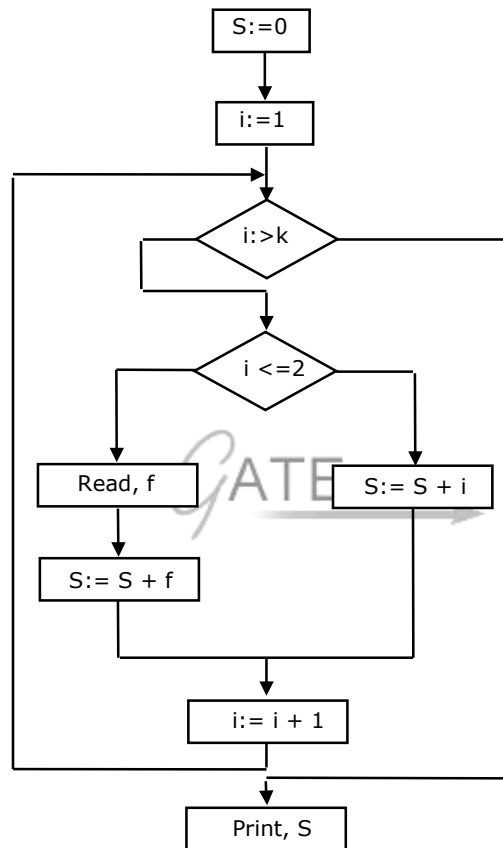 S:=0
i:=1
i:>k
i <=2
Read, f
GATE
S:= S + i
S:= S + f
i:= i + 1
Print, S